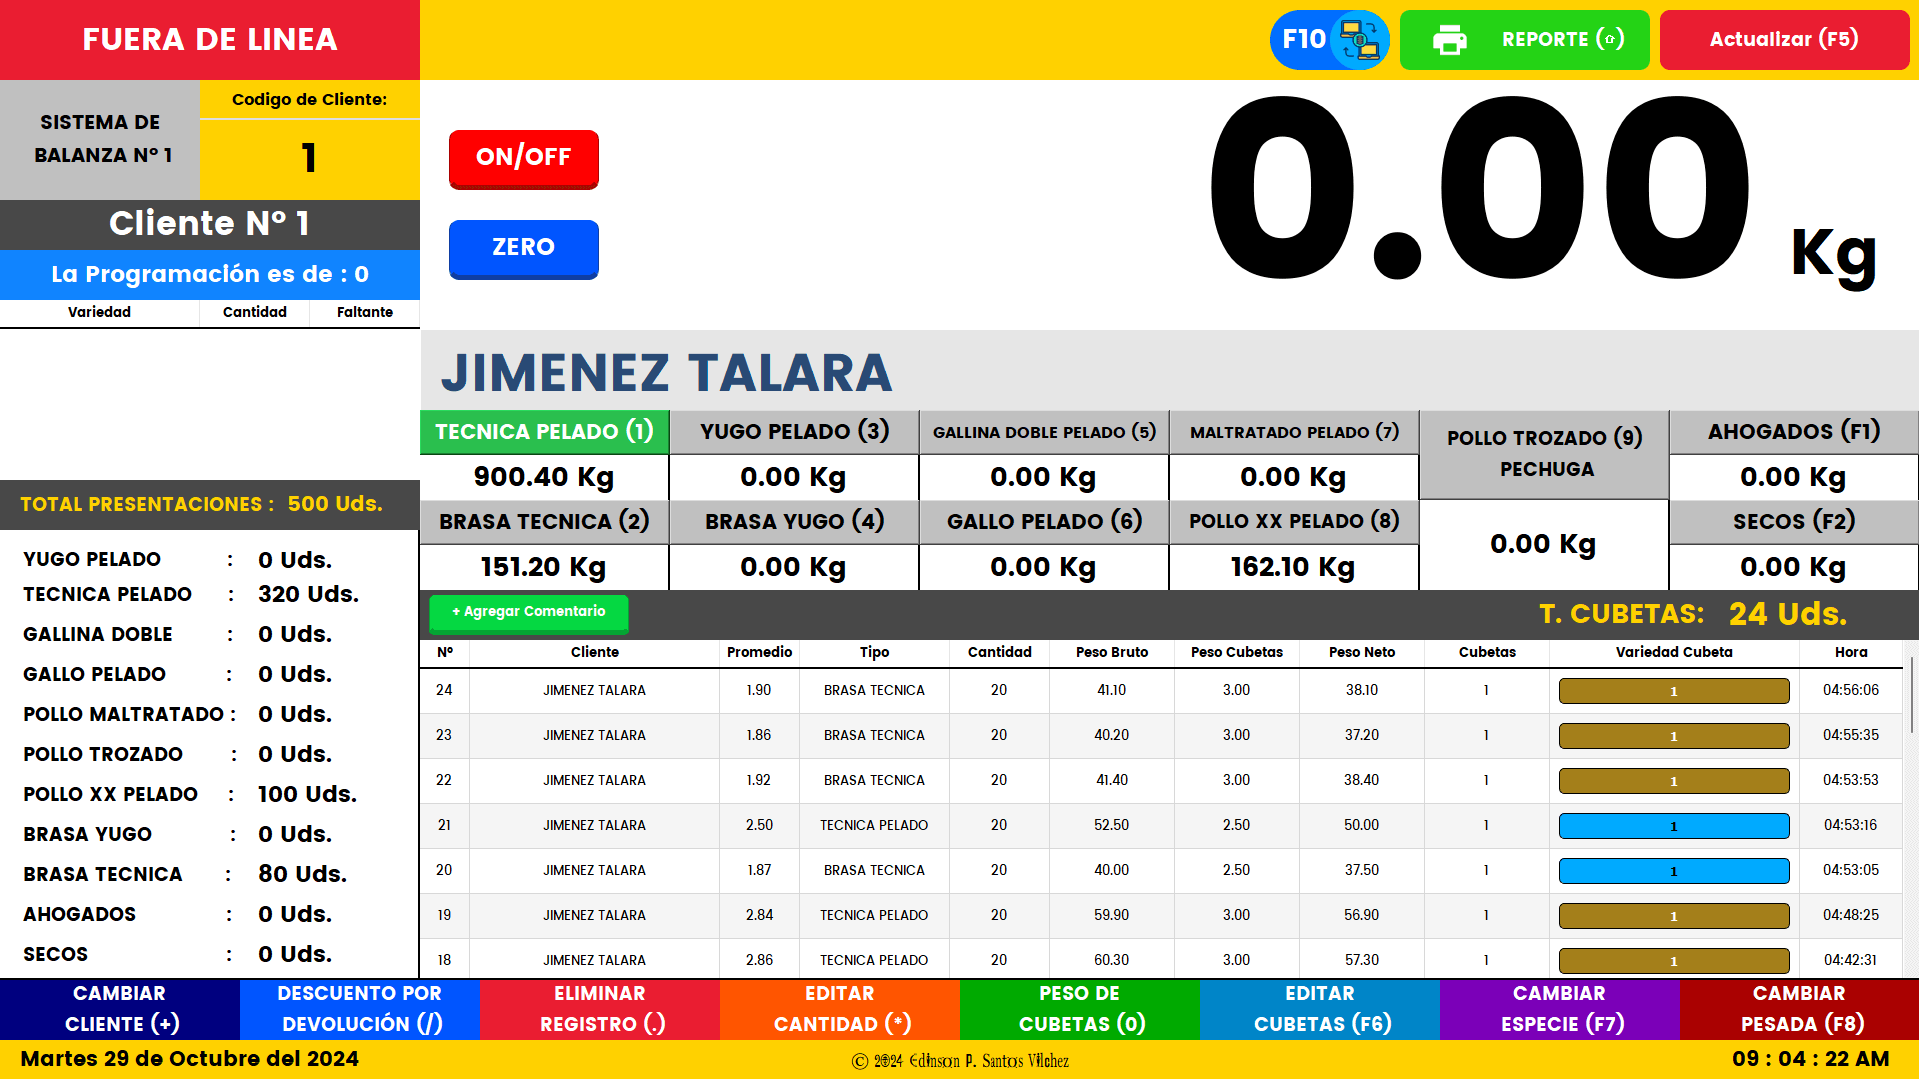 FUERA DE LINEA
F10
REPORTE (⇧)
Actualizar (F5)
SISTEMA DE
BALANZA Nº 1
Codigo de Cliente:
1
Cliente Nº 1
La Programación es de : 0
Variedad Cantidad Faltante
ON/OFF
ZERO
0.00 Kg
JIMENEZ TALARA
TECNICA PELADO (1) YUGO PELADO (3) GALLINA DOBLE PELADO (5) MALTRATADO PELADO (7) POLLO TROZADO (9) AHOGADOS (F1)
PECHUGA
900.40 Kg 0.00 Kg 0.00 Kg 0.00 Kg 0.00 Kg
BRASA TECNICA (2) BRASA YUGO (4) GALLO PELADO (6) POLLO XX PELADO (8) SECOS (F2)
0.00 Kg
151.20 Kg 0.00 Kg 0.00 Kg 162.10 Kg 0.00 Kg
TOTAL PRESENTACIONES : 500 Uds.
YUGO PELADO : 0 Uds.
TECNICA PELADO : 320 Uds.
GALLINA DOBLE : 0 Uds.
GALLO PELADO : 0 Uds.
POLLO MALTRATADO : 0 Uds.
POLLO TROZADO : 0 Uds.
POLLO XX PELADO : 100 Uds.
BRASA YUGO : 0 Uds.
BRASA TECNICA : 80 Uds.
AHOGADOS : 0 Uds.
SECOS : 0 Uds.
+ Agregar Comentario
T. CUBETAS: 24 Uds.
Nº Cliente Promedio Tipo Cantidad Peso Bruto Peso Cubetas Peso Neto Cubetas Variedad Cubeta Hora
24 JIMENEZ TALARA 1.90 BRASA TECNICA 20 41.10 3.00 38.10 1 1 04:56:06
23 JIMENEZ TALARA 1.86 BRASA TECNICA 20 40.20 3.00 37.20 1 1 04:55:35
22 JIMENEZ TALARA 1.92 BRASA TECNICA 20 41.40 3.00 38.40 1 1 04:53:53
21 JIMENEZ TALARA 2.50 TECNICA PELADO 20 52.50 2.50 50.00 1 1 04:53:16
20 JIMENEZ TALARA 1.87 BRASA TECNICA 20 40.00 2.50 37.50 1 1 04:53:05
19 JIMENEZ TALARA 2.84 TECNICA PELADO 20 59.90 3.00 56.90 1 1 04:48:25
18 JIMENEZ TALARA 2.86 TECNICA PELADO 20 60.30 3.00 57.30 1 1 04:42:31
CAMBIAR
CLIENTE (+)
DESCUENTO POR
DEVOLUCIÓN (/)
ELIMINAR
REGISTRO (.)
EDITAR
CANTIDAD (*)
PESO DE
CUBETAS (0)
EDITAR
CUBETAS (F6)
CAMBIAR
ESPECIE (F7)
CAMBIAR
PESADA (F8)
Martes 29 de Octubre del 2024
© 2024 Edinson P. Santos Vilchez
09 : 04 : 22 AM